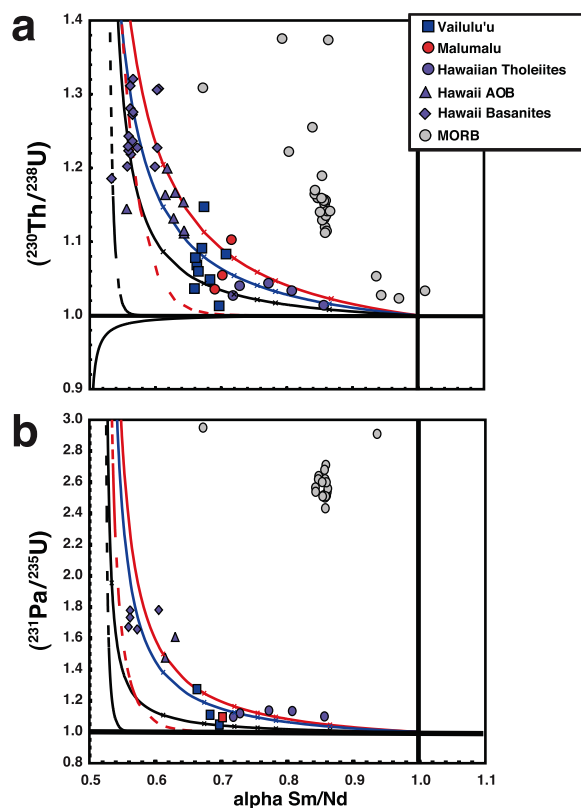 a
1.4
1.3
1.2
1.1
1.0
0.9
(²³⁰Th/²³⁸U)
Vailulu'u
Malumalu
Hawaiian Tholeiites
Hawaii AOB
Hawaii Basanites
MORB
b
3.0
2.8
2.6
2.4
2.2
2.0
1.8
1.6
1.4
1.2
1.0
0.8
(²³¹Pa/²³⁵U)
0.5 0.6 0.7 0.8 0.9 1.0 1.1
alpha Sm/Nd